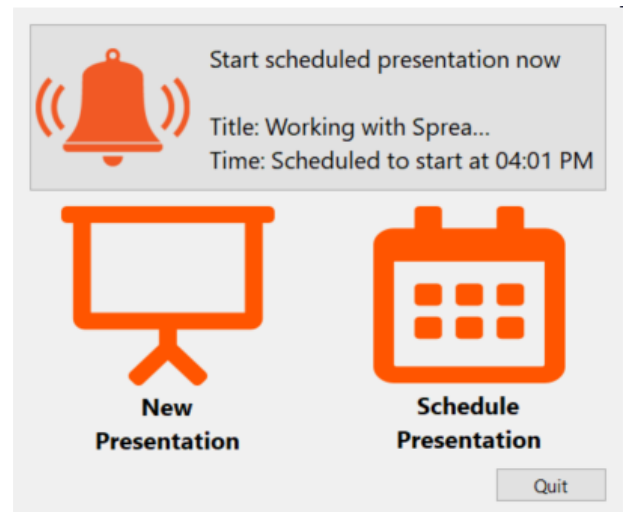 Start scheduled presentation now
Title: Working with Sprea...
Time: Scheduled to start at 04:01 PM
New
Presentation
Schedule
Presentation
Quit